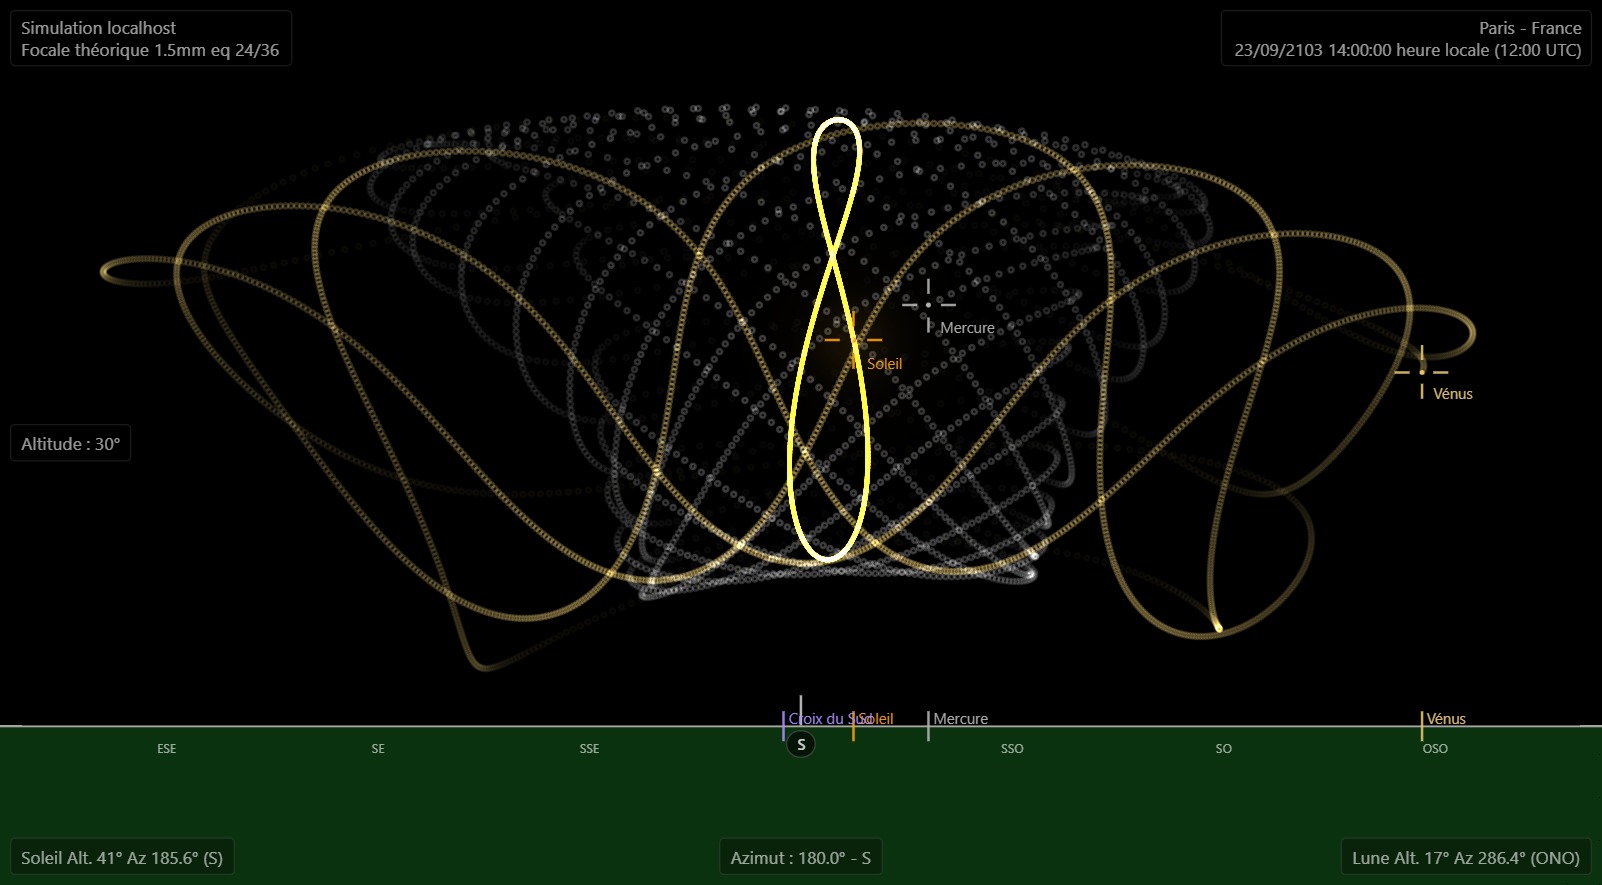 Simulation localhost
Focale théorique 1.5mm eq 24/36
Paris - France
23/09/2103 14:00:00 heure locale (12:00 UTC)
Mercure
Soleil
Vénus
Altitude : 30°
Croix du Sud
Soleil
Mercure
Vénus
ESE
SE
SSE
S
SSO
SO
OSO
Soleil Alt. 41° Az 185.6° (S)
Azimut : 180.0° - S
Lune Alt. 17° Az 286.4° (ONO)